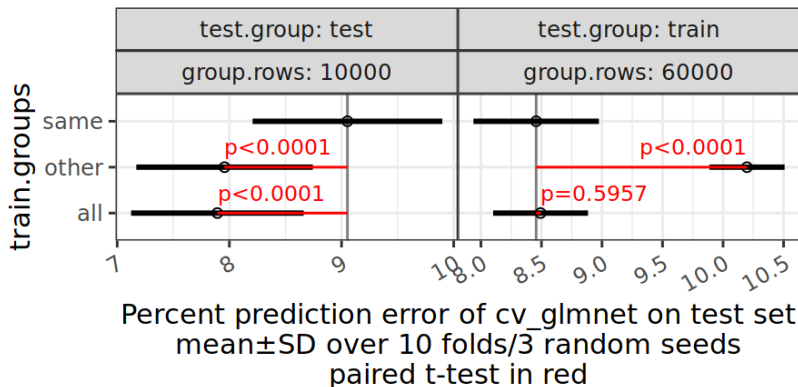 test.group: test
test.group: train
group.rows: 10000
group.rows: 60000
train.groups
same
other
all
p<0.0001
p<0.0001
p<0.0001
p=0.5957
7
8
9
10
8.0
8.5
9.0
9.5
10.0
10.5
Percent prediction error of cv_glmnet on test set
mean±SD over 10 folds/3 random seeds
paired t-test in red